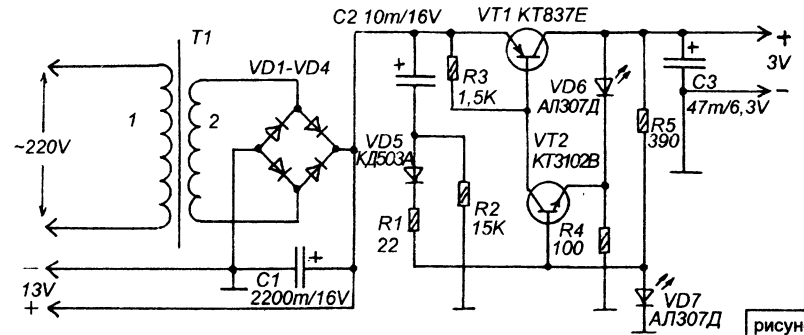 C2 10m/16V
VT1 KT837E
T1
VD1-VD4
+
+
+
R3
1,5K
3V
-
VD6
АЛ307Д
C3
47m/6,3V
1
2
~220V
VD5
КД503А
VT2
КТ3102В
R5
390
R1
22
R2
15K
R4
100
-
13V
+
+
C1
2200m/16V
VD7
АЛ307Д
рисун